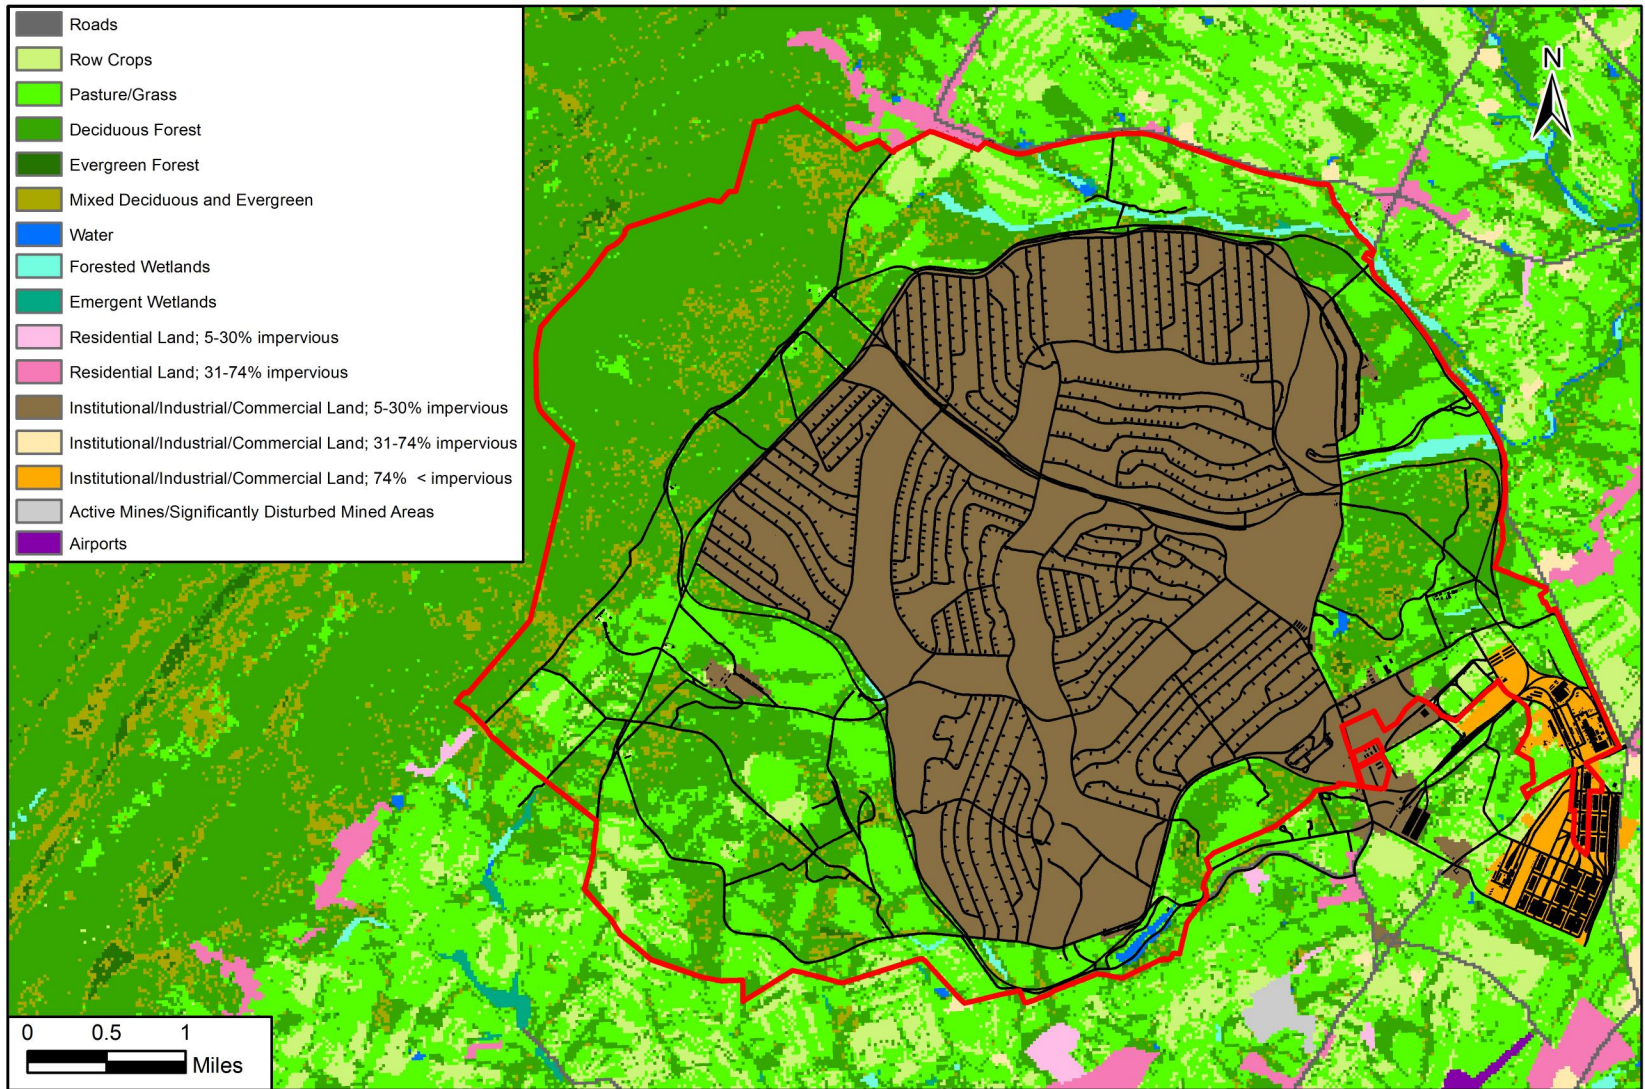 Roads
Row Crops
Pasture/Grass
Deciduous Forest
Evergreen Forest
Mixed Deciduous and Evergreen
Water
Forested Wetlands
Emergent Wetlands
Residential Land; 5-30% impervious
Residential Land; 31-74% impervious
Institutional/Industrial/Commercial Land; 5-30% impervious
Institutional/Industrial/Commercial Land; 31-74% impervious
Institutional/Industrial/Commercial Land; 74% < impervious
Active Mines/Significantly Disturbed Mined Areas
Airports
N
0 0.5 1
Miles